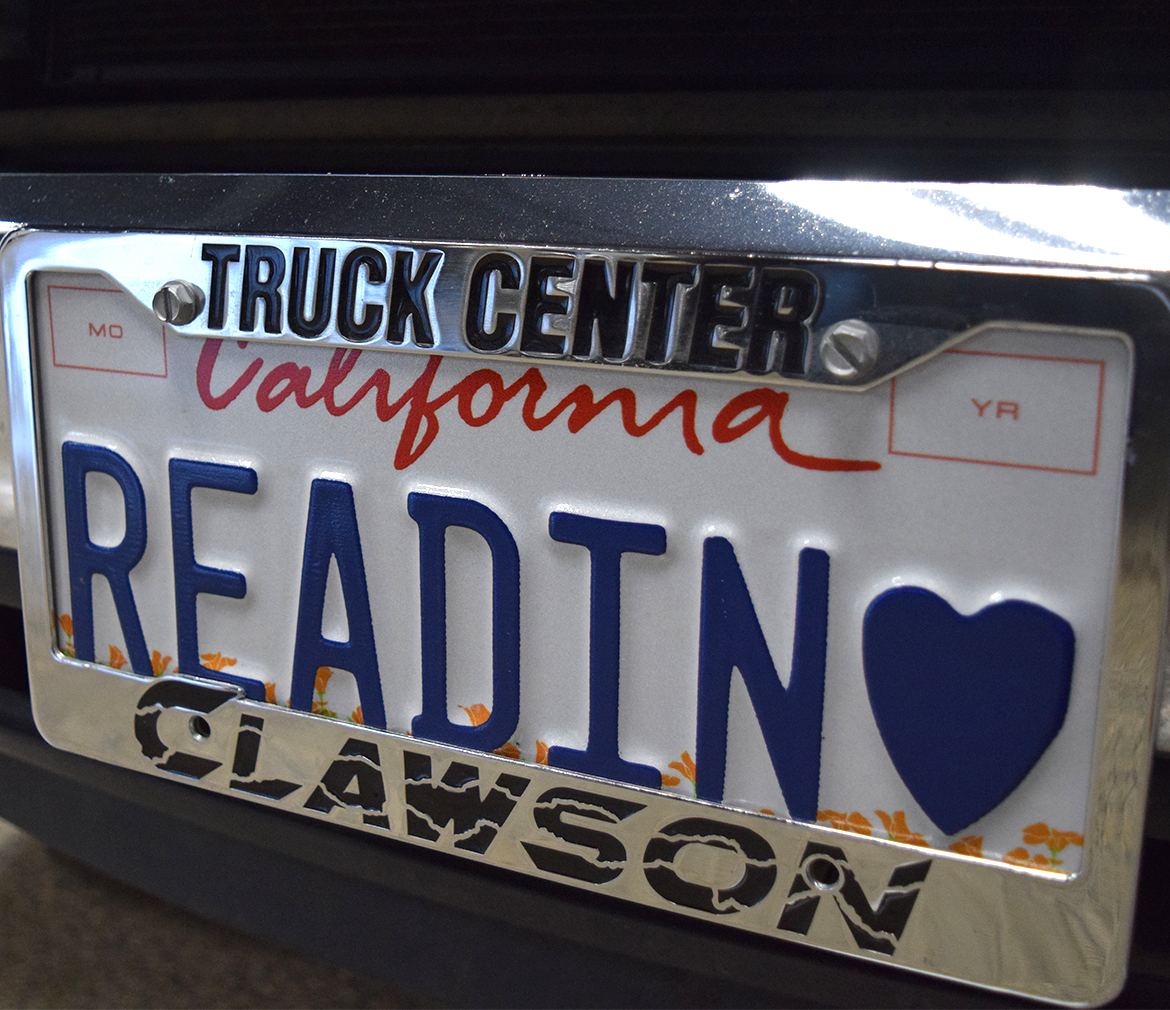 TRUCK CENTER
MO
California
YR
READIN♥
CLAWSON